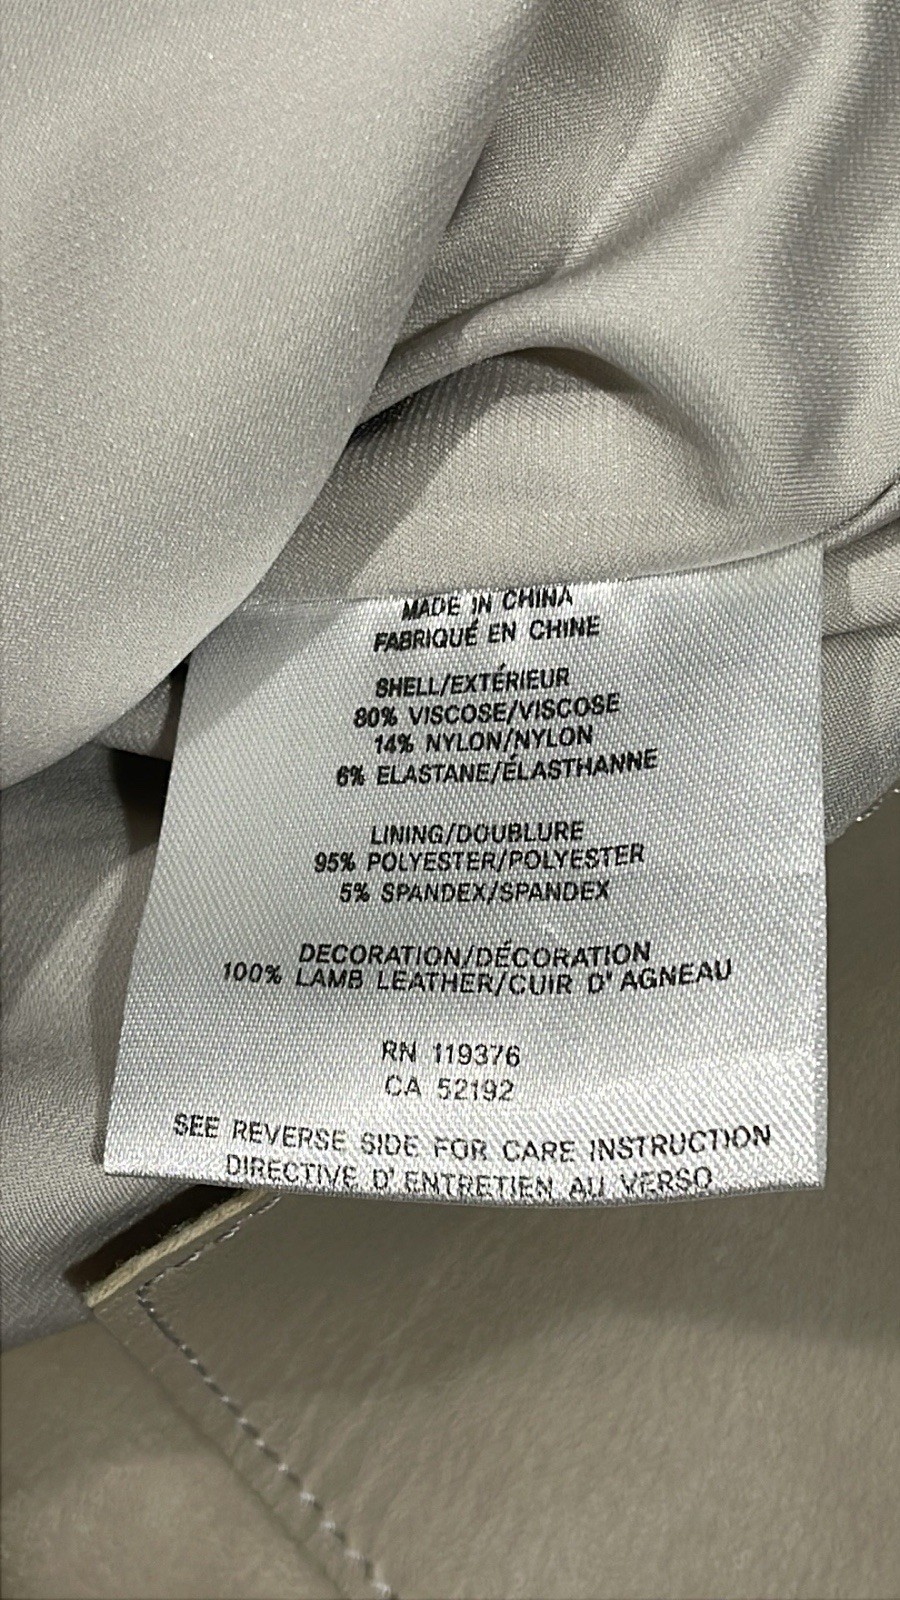 MADE IN CHINA
FABRIQUÉ EN CHINE
SHELL/EXTÉRIEUR
80% VISCOSE/VISCOSE
14% NYLON/NYLON
6% ELASTANE/ÉLASTHANNE
LINING/DOUBLURE
95% POLYESTER/POLYESTER
5% SPANDEX/SPANDEX
DECORATION/DÉCORATION
100% LAMB LEATHER/CUIR D'AGNEAU
RN 119376
CA 52192
SEE REVERSE SIDE FOR CARE INSTRUCTION
DIRECTIVE D'ENTRETIEN AU VERSO